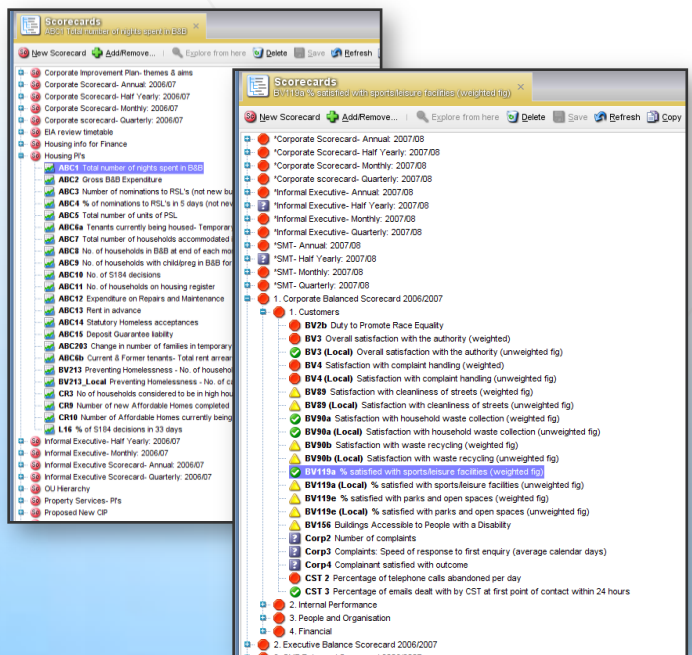 Scorecards
ABC1 Total number of nights spent in B&B
New Scorecard Add/Remove... Explore from here Delete Save Refresh
Corporate Improvement Plan- themes & aims
Corporate Scorecard- Annual: 2006/07
Corporate Scorecard- Half Yearly: 2006/07
Corporate Scorecard- Monthly: 2006/07
Corporate scorecard- Quarterly: 2006/07
EIA review timetable
Housing info for Finance
Housing PI's
ABC1 Total number of nights spent in B&B
ABC2 Gross B&B Expenditure
ABC3 Number of nominations to RSL's (not new bu
ABC4 % of nominations to RSL's in 5 days (not new
ABC5 Total number of units of PSL
ABC6a Tenants currently being housed- Temporary
ABC7 Total number of households accommodated i
ABC8 No. of households in B&B at end of each mo
ABC9 No. of households with child/preg in B&B for
ABC10 No. of S184 decisions
ABC11 No. of households on housing register
ABC12 Expenditure on Repairs and Maintenance
ABC13 Rent in advance
ABC14 Statutory Homeless acceptances
ABC15 Deposit Guarantee liability
ABC203 Change in number of families in temporary
ABC6b Current & Former tenants- Total rent arrear
BV213 Preventing Homelessness - No. of househol
BV213_Local Preventing Homelessness - No. of ca
CR3 No of households considered to be in high hou
CR9 Number of new Affordable Homes completed
CR10 Number of Affordable Homes currently being
L16 % of S184 decisions in 33 days
Informal Executive- Half Yearly: 2006/07
Informal Executive- Monthly: 2006/07
Informal Executive Scorecard- Annual: 2006/07
Informal Executive Scorecard- Quarterly: 2006/07
OU Hierarchy
Property Services- PI's
Proposed New CIP
Scorecards
BV119a % satisfied with sports/leisure facilities (weighted fig)
New Scorecard Add/Remove... Explore from here Delete Save Refresh Copy
*Corporate Scorecard- Annual: 2007/08
*Corporate Scorecard- Half Yearly: 2007/08
*Corporate Scorecard- Monthly: 2007/08
*Corporate scorecard- Quarterly: 2007/08
*Informal Executive- Annual: 2007/08
*Informal Executive- Half Yearly: 2007/08
*Informal Executive- Monthly: 2007/08
*Informal Executive- Quarterly: 2007/08
*SMT- Annual: 2007/08
*SMT- Half Yearly: 2007/08
*SMT- Monthly: 2007/08
*SMT- Quarterly: 2007/08
1. Corporate Balanced Scorecard 2006/2007
1. Customers
BV2b Duty to Promote Race Equality
BV3 Overall satisfaction with the authority (weighted)
BV3 (Local) Overall satisfaction with the authority (unweighted fig)
BV4 Satisfaction with complaint handling (weighted)
BV4 (Local) Satisfaction with complaint handling (unweighted fig)
BV89 Satisfaction with cleanliness of streets (weighted fig)
BV89 (Local) Satisfaction with cleanliness of streets (unweighted fig)
BV90a Satisfaction with household waste collection (weighted fig)
BV90a (Local) Satisfaction with household waste collection (unweighted fig)
BV90b Satisfaction with waste recycling (weighted fig)
BV90b (Local) Satisfaction with waste recycling (unweighted fig)
BV119a % satisfied with sports/leisure facilities (weighted fig)
BV119a (Local) % satisfied with sports/leisure facilities (unweighted fig)
BV119e % satisfied with parks and open spaces (weighted fig)
BV119e (Local) % satisfied with parks and open spaces (unweighted fig)
BV156 Buildings Accessible to People with a Disability
Corp2 Number of complaints
Corp3 Complaints: Speed of response to first enquiry (average calendar days)
Corp4 Complainant satisfied with outcome
CST 2 Percentage of telephone calls abandoned per day
CST 3 Percentage of emails dealt with by CST at first point of contact within 24 hours
2. Internal Performance
3. People and Organisation
4. Financial
2. Executive Balance Scorecard 2006/2007